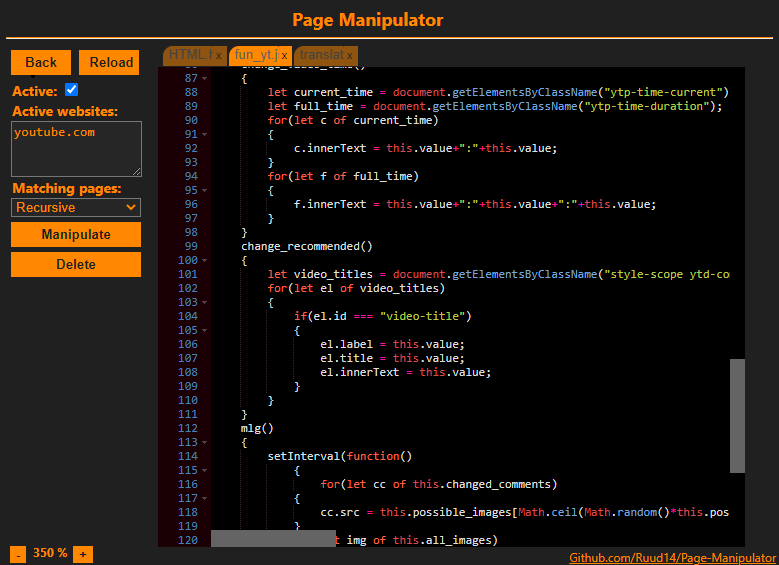 Page Manipulator
Back Reload
Active:
Active websites:
youtube.com
Matching pages:
Recursive
Manipulate
Delete
- 350 % +
HTML.h x fun_yt.j x translat x
87 {
88 let current_time = document.getElementsByClassName("ytp-time-current")
89 let full_time = document.getElementsByClassName("ytp-time-duration");
90 for(let c of current_time)
91 {
92 c.innerText = this.value+":"+this.value;
93 }
94 for(let f of full_time)
95 {
96 f.innerText = this.value+":"+this.value+":"+this.value;
97 }
98 }
99 change_recommended()
100 {
101 let video_titles = document.getElementsByClassName("style-scope ytd-co
102 for(let el of video_titles)
103 {
104 if(el.id === "video-title")
105 {
106 el.label = this.value;
107 el.title = this.value;
108 el.innerText = this.value;
109 }
110 }
111 }
112 mlg()
113 {
114 setInterval(function()
115 {
116 for(let cc of this.changed_comments)
117 {
118 cc.src = this.possible_images[Math.ceil(Math.random()*this.pos
119 }
120 t img of this.all_images)
Github.com/Ruud14/Page-Manipulator